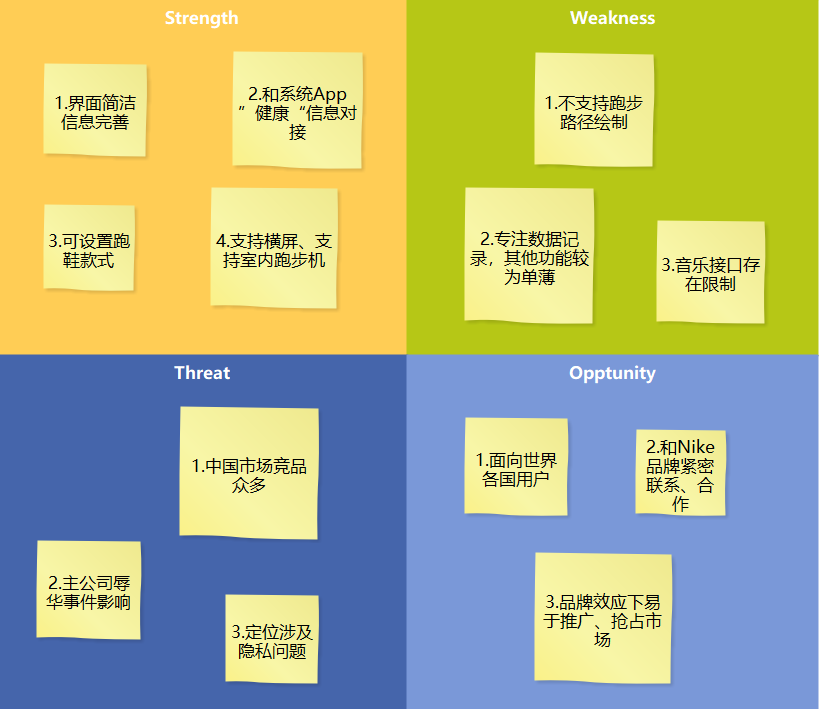 Strength
1.界面简洁
信息完善
2.和系统App
”健康“信息对
接
3.可设置跑
鞋款式
4.支持横屏、支
持室内跑步机
Weakness
1.不支持跑步
路径绘制
2.专注数据记
录，其他功能较
为单薄
3.音乐接口存
在限制
Threat
1.中国市场竞品
众多
2.主公司辱
华事件影响
3.定位涉及
隐私问题
Opptunity
1.面向世界
各国用户
2.和Nike
品牌紧密
联系、合
作
3.品牌效应下易
于推广、抢占市
场